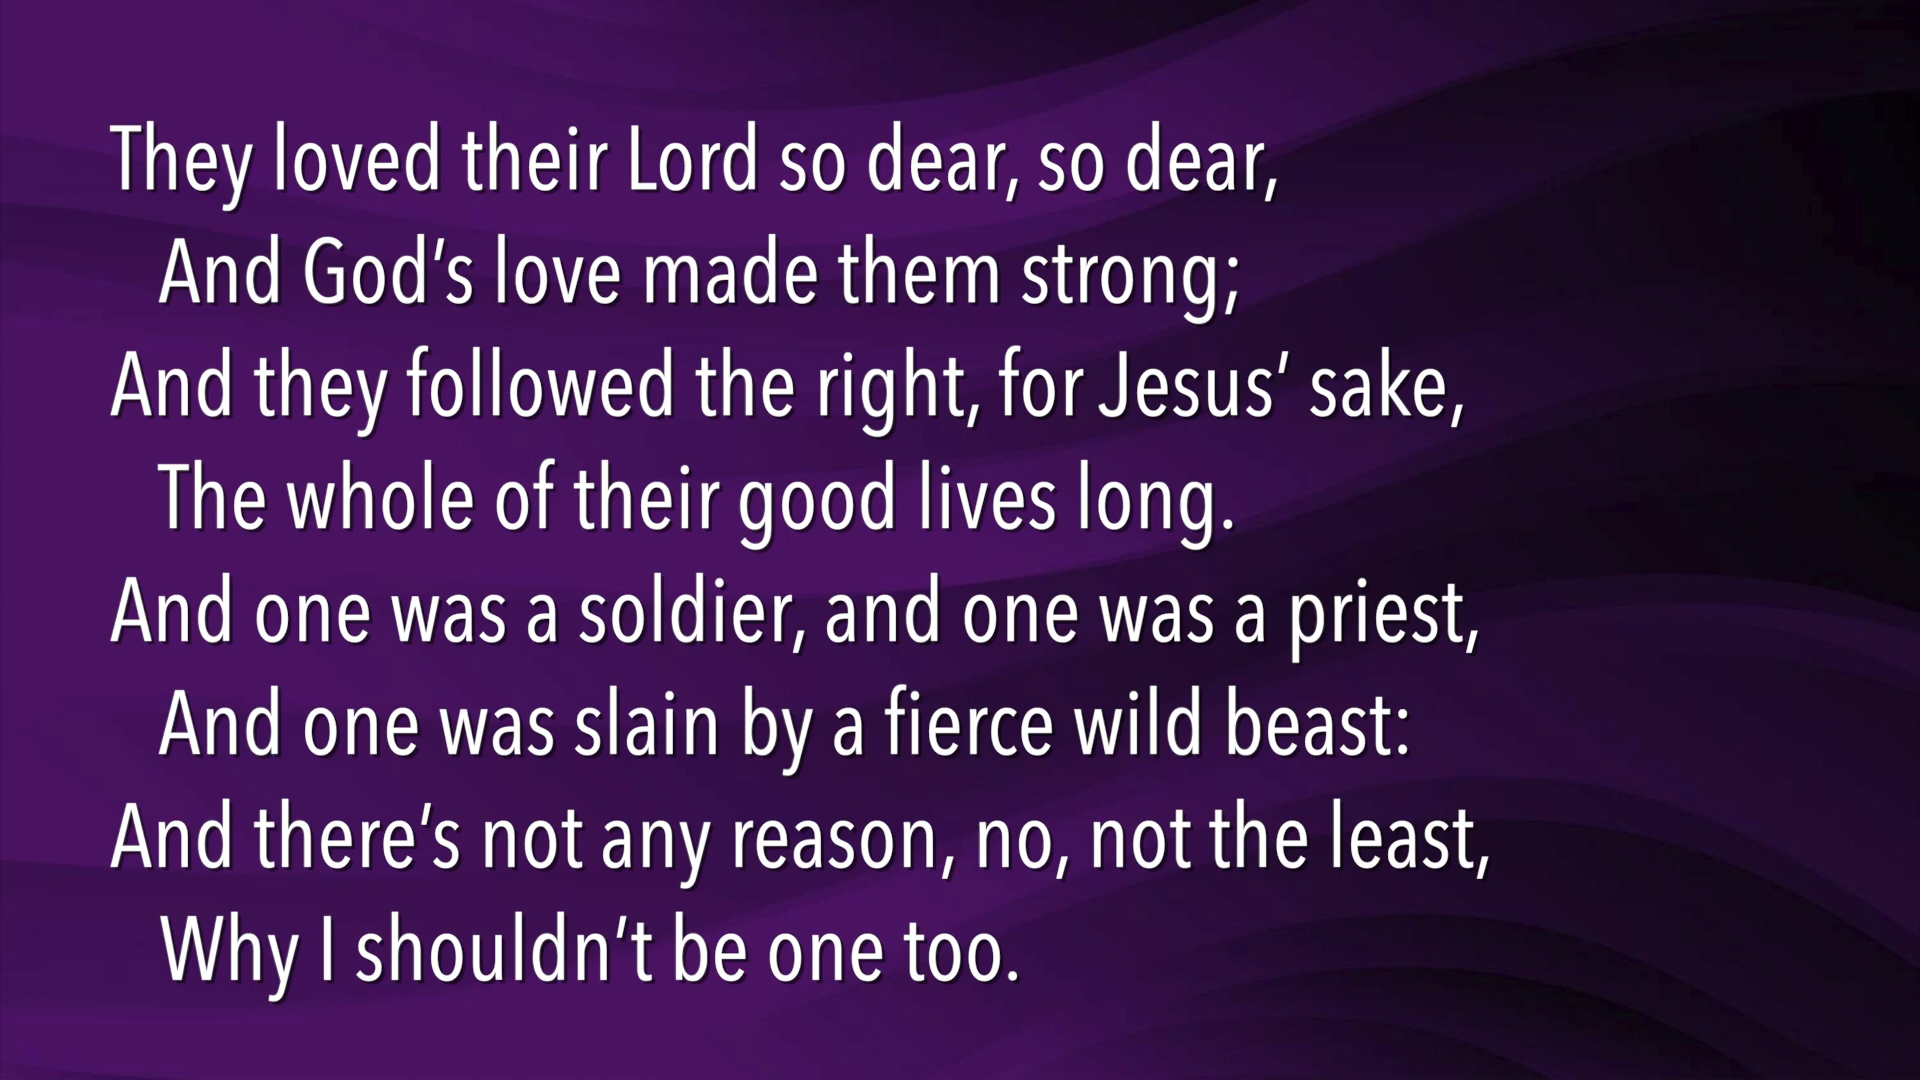 They loved their Lord so dear, so dear,
And God’s love made them strong;
And they followed the right, for Jesus’ sake,
The whole of their good lives long.
And one was a soldier, and one was a priest,
And one was slain by a fierce wild beast:
And there’s not any reason, no, not the least,
Why I shouldn’t be one too.